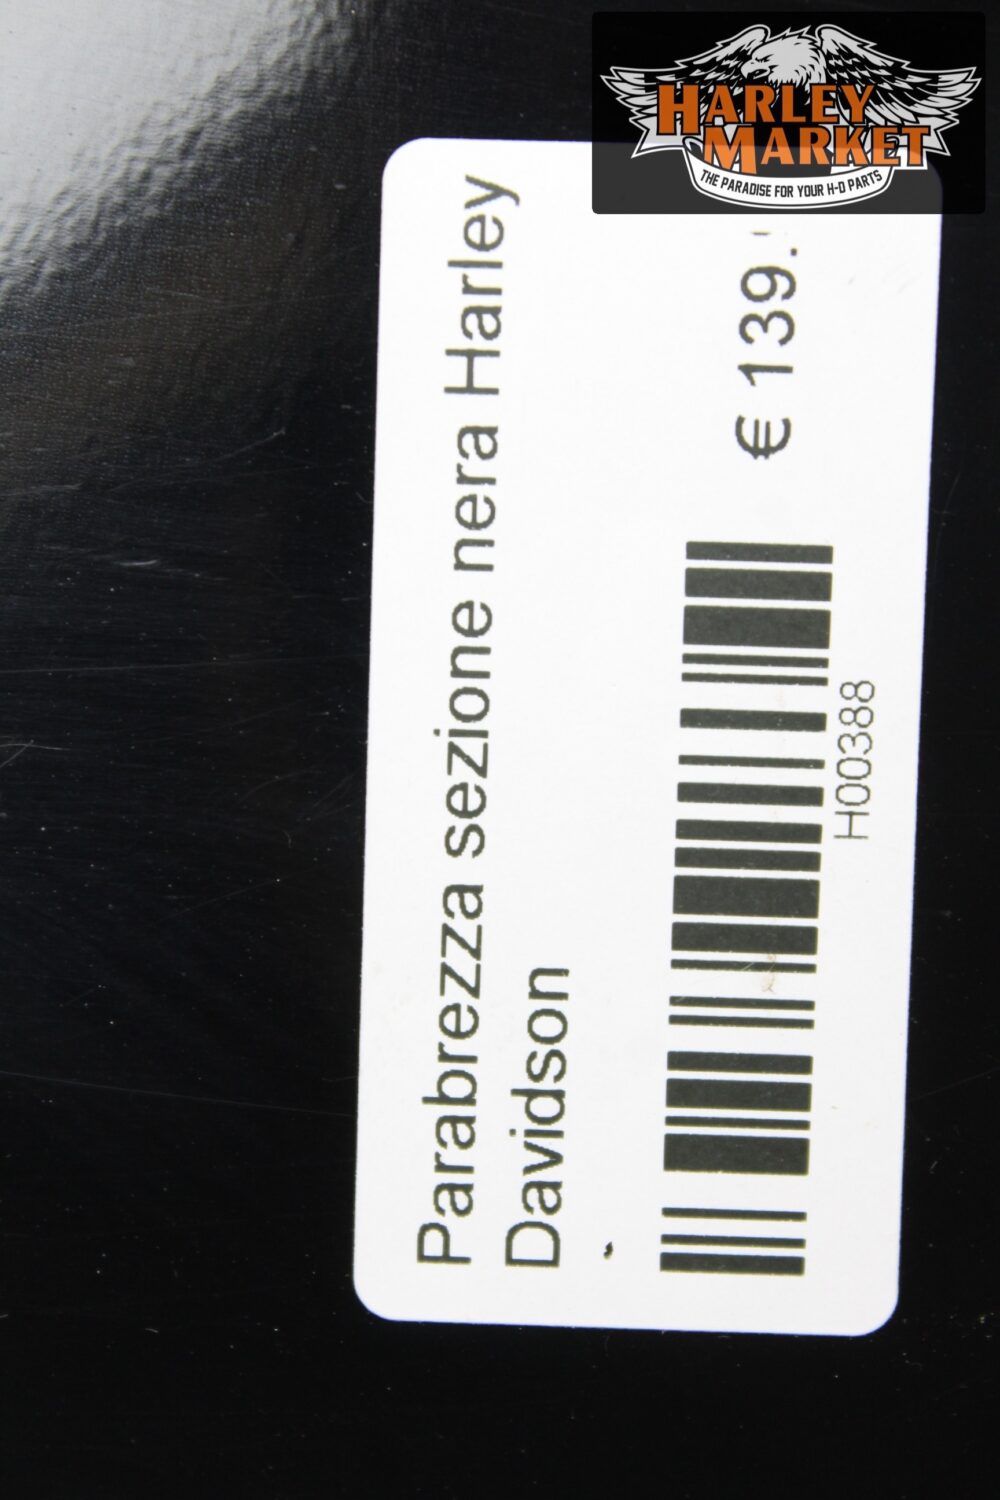 HARLEY
MARKET
THE PARADISE FOR YOUR H-D PARTS
Parabrezza sezione nera Harley
Davidson
€ 139.
H00388